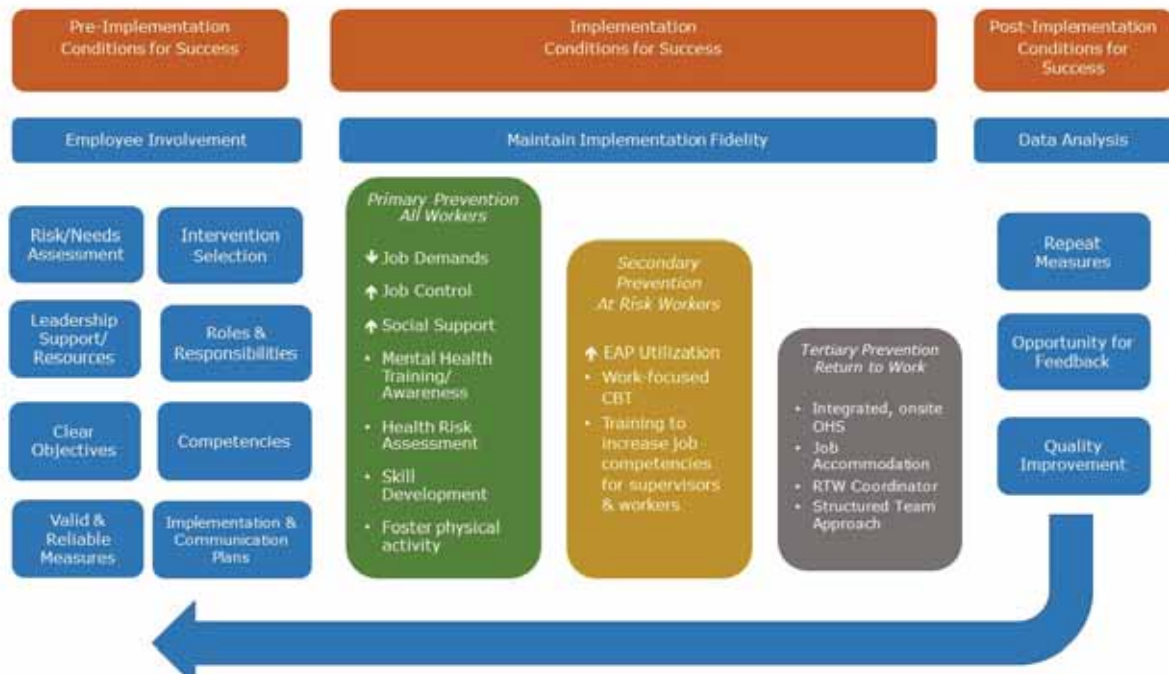 Pre-Implementation
Conditions for Success
Implementation
Conditions for Success
Post-Implementation
Conditions for
Success
Employee Involvement
Maintain Implementation Fidelity
Data Analysis
Risk/Needs
Assessment
Intervention
Selection
Leadership
Support/
Resources
Roles &
Responsibilities
Clear
Objectives
Competencies
Valid &
Reliable
Measures
Implementation &
Communication
Plans
Primary Prevention
All Workers
↓ Job Demands
↑ Job Control
↑ Social Support
• Mental Health
Training/
Awareness
• Health Risk
Assessment
• Skill
Development
• Foster physical
activity
Secondary
Prevention
At Risk Workers
↑ EAP Utilization
• Work-focused
CBT
• Training to
increase job
competencies
for supervisors
& workers
Tertiary Prevention
Return to Work
• Integrated, onsite
OHS
• Job
Accommodation
• RTW Coordinator
• Structured Team
Approach
Repeat
Measures
Opportunity for
Feedback
Quality
Improvement